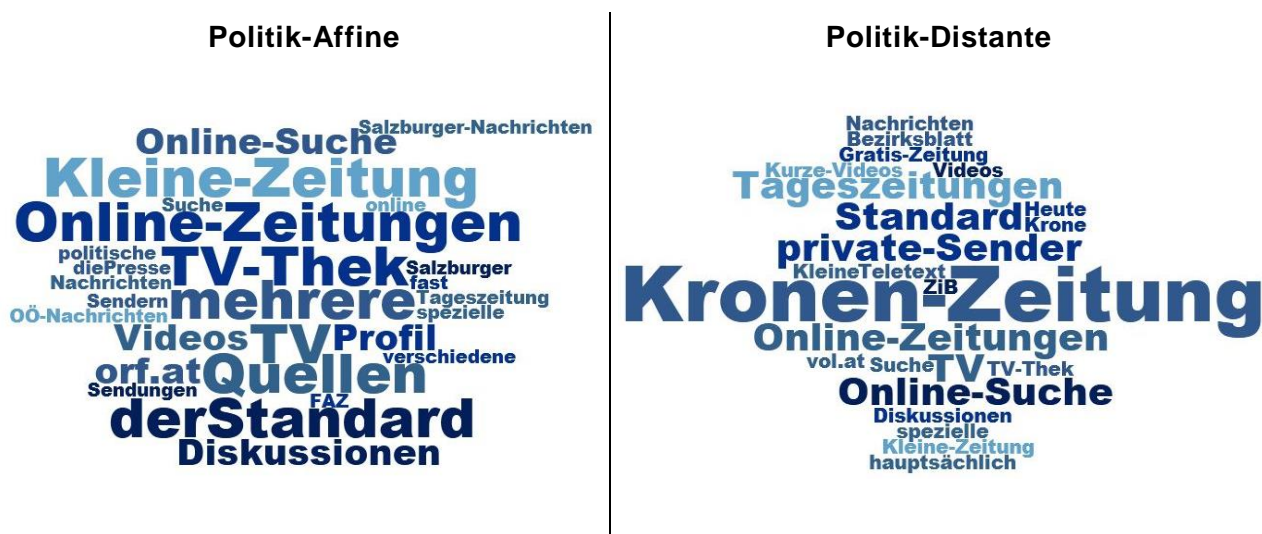 Politik-Affine
Salzburger-Nachrichten
Online-Suche
Kleine-Zeitung
Suche
online
Online-Zeitungen
politische
diePresse
Nachrichten
TV-Thek
Salzburger
fast
Sendern
mehrere
Tageszeitung
OÖ-Nachrichten
spezielle
Videos
TV
Profil
verschiedene
orf.at
Quellen
Sendungen
FAZ
derStandard
Diskussionen
Politik-Distante
Nachrichten
Bezirksblatt
Gratis-Zeitung
Kurze-Videos
Videos
Tageszeitungen
Standard
Heute
Krone
private-Sender
Kleine
Teletext
ZiB
Kronen-Zeitung
Online-Zeitungen
vol.at
Suche
TV
TV-Thek
Online-Suche
Diskussionen
spezielle
Kleine-Zeitung
hauptsächlich